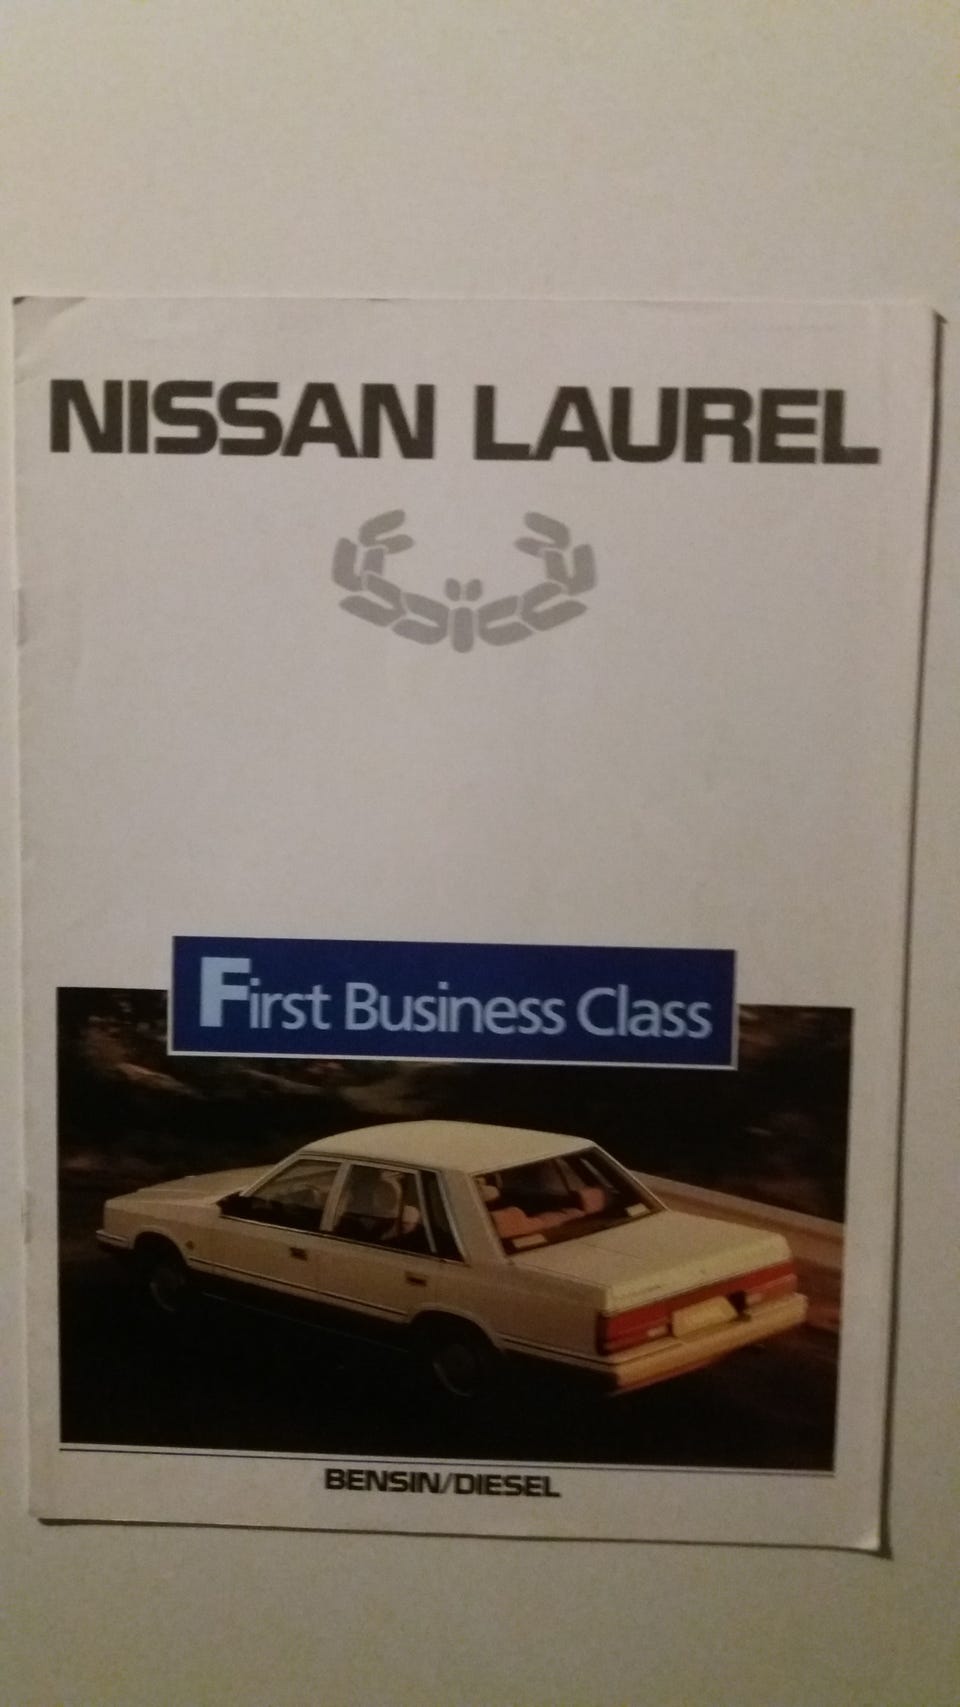 NISSAN LAUREL
First Business Class
BENSIN/DIESEL